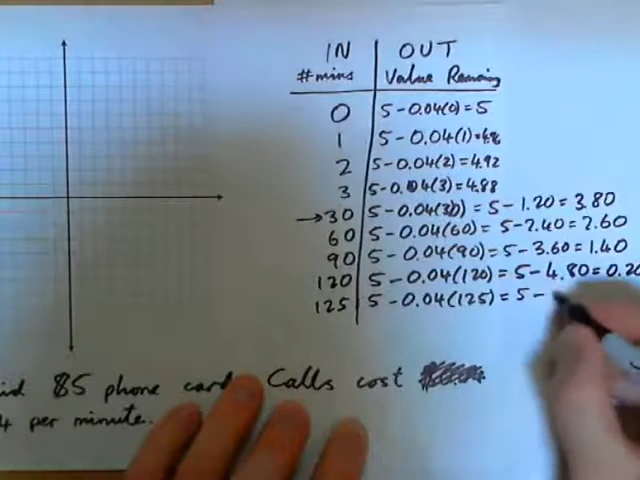 IN OUT
#mins Value Remaining
0 5-0.04(0)=5
1 5-0.04(1)=4.96
2 5-0.04(2)=4.92
3 5-0.04(3)=4.88
→30 5-0.04(30)=5-1.20=3.80
60 5-0.04(60)=5-2.40=2.60
90 5-0.04(90)=5-3.60=1.40
120 5-0.04(120)=5-4.80=0.20
125 5-0.04(125)=5-
id $5 phone card. Calls cost
4 per minute.